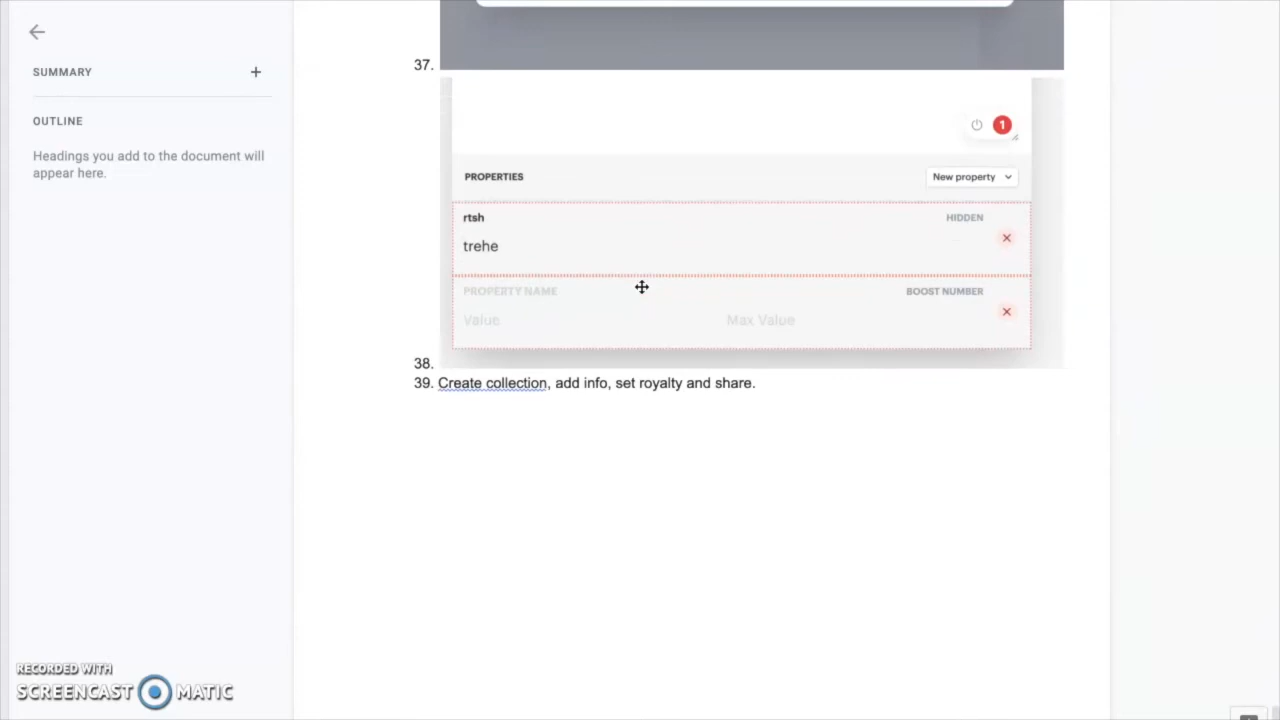 SUMMARY
OUTLINE
Headings you add to the document will
appear here.
37.
1
PROPERTIES
New property
rtsh
HIDDEN
trehe
PROPERTY NAME
BOOST NUMBER
Value
Max Value
38.
39. Create collection, add info, set royalty and share.
RECORDED WITH
SCREENCAST MATIC